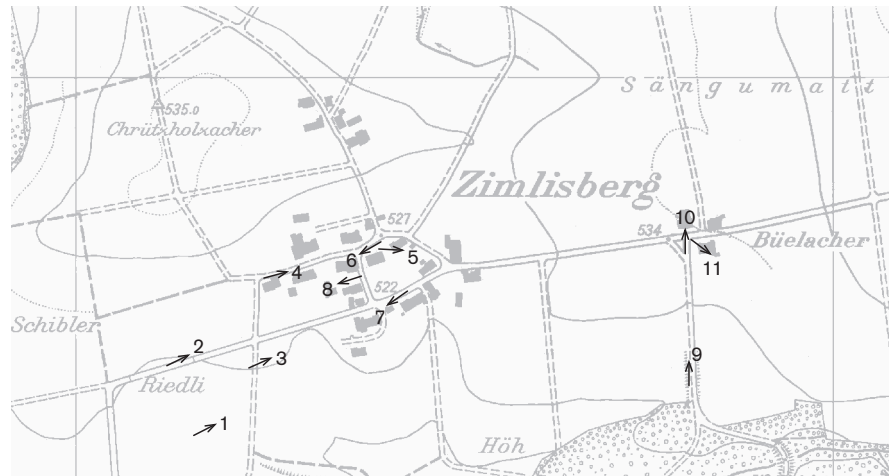 Sängumatt
535.0
Chrützholzacher
Zimlisberg
527
10
534
Büelacher
6
5
11
4
8
522
7
Schibler
2
3
9
Riedli
1
Höh